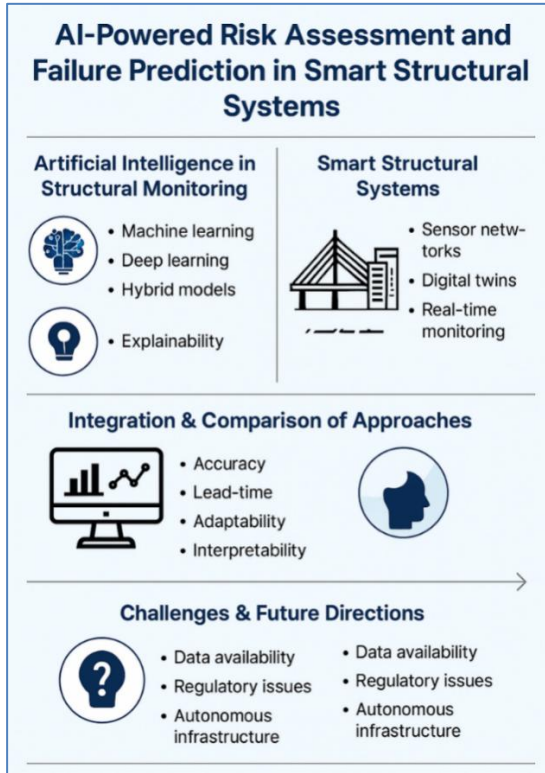 AI-Powered Risk Assessment and
Failure Prediction in Smart Structural
Systems
Artificial Intelligence in
Structural Monitoring
• Machine learning
• Deep learning
• Hybrid models
• Explainability
Smart Structural
Systems
• Sensor netw-
torks
• Digital twins
• Real-time
monitoring
Integration & Comparison of Approaches
• Accuracy
• Lead-time
• Adaptability
• Interpretability
Challenges & Future Directions
?
• Data availability
• Regulatory issues
• Autonomous
infrastructure
• Data availability
• Regulatory issues
• Autonomous
infrastructure